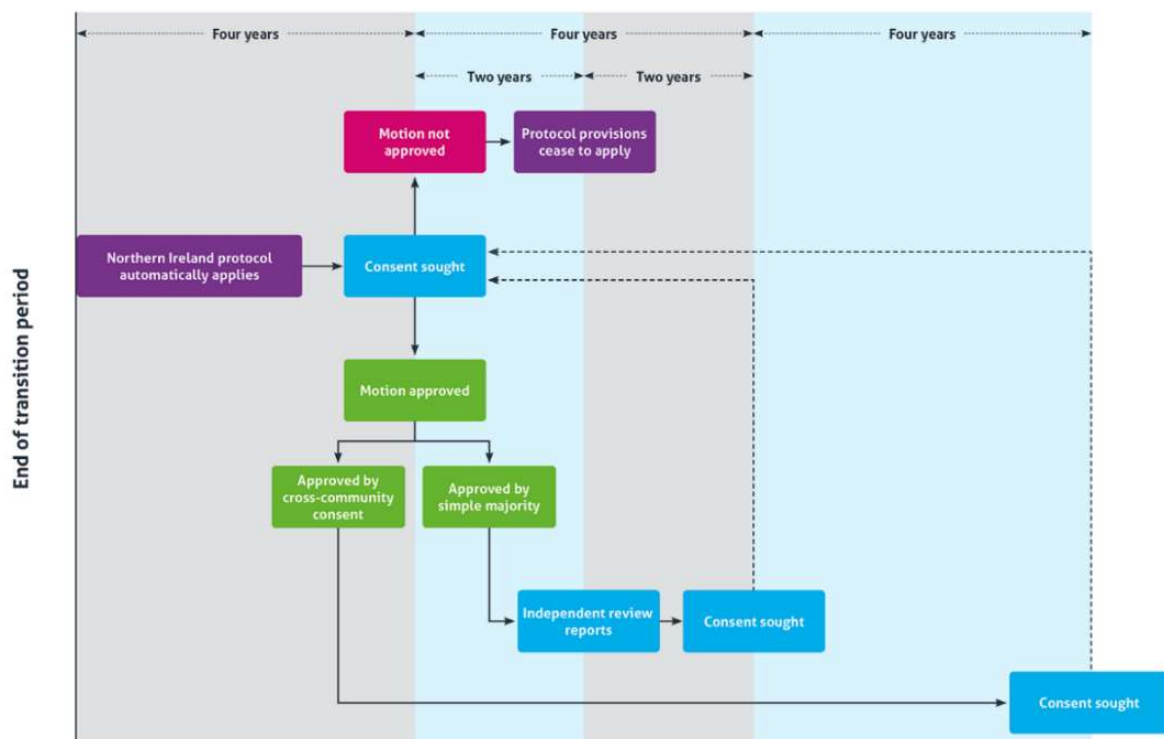 Four years
Four years
Four years
Two years
Two years
Motion not
approved
Protocol provisions
cease to apply
Northern Ireland protocol
automatically applies
Consent sought
End of transition period
Motion approved
Approved by
cross-community
consent
Approved by
simple majority
Independent review
reports
Consent sought
Consent sought